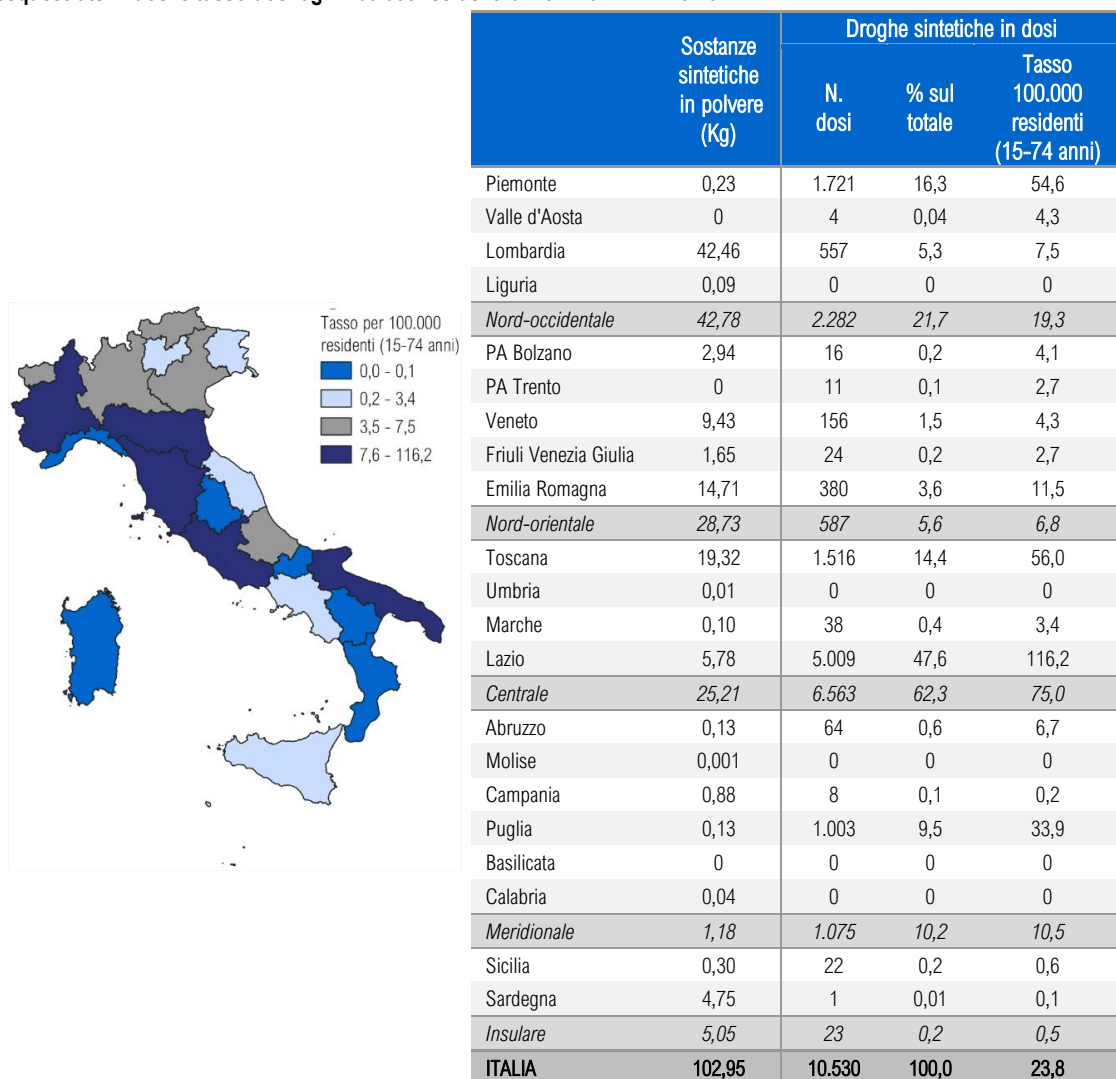 Tasso per 100.000
residenti (15-74 anni)
0,0 - 0,1
0,2 - 3,4
3,5 - 7,5
7,6 - 116,2
Sostanze sintetiche in polvere (Kg) Droghe sintetiche in dosi
N. dosi % sul totale Tasso 100.000 residenti (15-74 anni)
Piemonte 0,23 1.721 16,3 54,6
Valle d'Aosta 0 4 0,04 4,3
Lombardia 42,46 557 5,3 7,5
Liguria 0,09 0 0 0
Nord-occidentale 42,78 2.282 21,7 19,3
PA Bolzano 2,94 16 0,2 4,1
PA Trento 0 11 0,1 2,7
Veneto 9,43 156 1,5 4,3
Friuli Venezia Giulia 1,65 24 0,2 2,7
Emilia Romagna 14,71 380 3,6 11,5
Nord-orientale 28,73 587 5,6 6,8
Toscana 19,32 1.516 14,4 56,0
Umbria 0,01 0 0 0
Marche 0,10 38 0,4 3,4
Lazio 5,78 5.009 47,6 116,2
Centrale 25,21 6.563 62,3 75,0
Abruzzo 0,13 64 0,6 6,7
Molise 0,001 0 0 0
Campania 0,88 8 0,1 0,2
Puglia 0,13 1.003 9,5 33,9
Basilicata 0 0 0 0
Calabria 0,04 0 0 0
Meridionale 1,18 1.075 10,2 10,5
Sicilia 0,30 22 0,2 0,6
Sardegna 4,75 1 0,01 0,1
Insulare 5,05 23 0,2 0,5
ITALIA 102,95 10.530 100,0 23,8